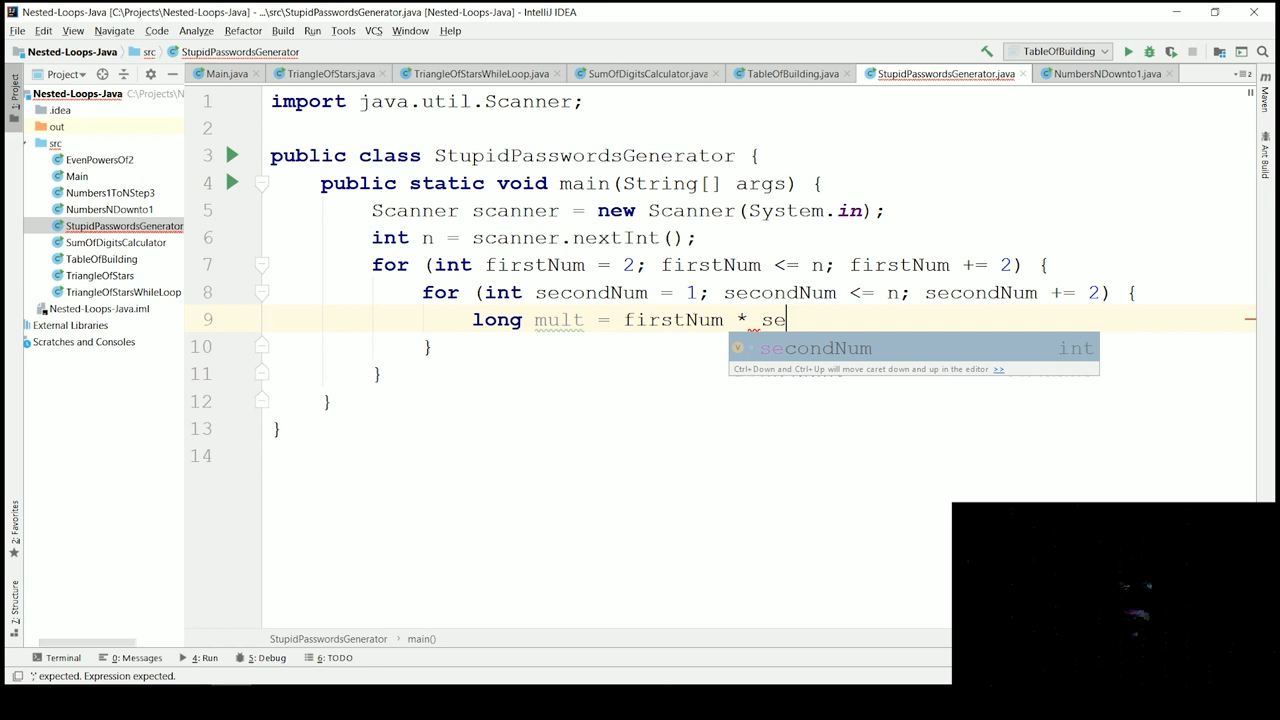 Nested-Loops-Java [C:\Projects\Nested-Loops-Java] - ...\src\StupidPasswordsGenerator.java [Nested-Loops-Java] - IntelliJ IDEA
File Edit View Navigate Code Analyze Refactor Build Run Tools VCS Window Help
Nested-Loops-Java src StupidPasswordsGenerator TableOfBuilding
Project Main.java TriangleOfStars.java TriangleOfStarsWhileLoop.java SumOfDigitsCalculator.java TableOfBuilding.java StupidPasswordsGenerator.java NumbersNDownto1.java
1: Project
Nested-Loops-Java C:\Projects\N
.idea
out
src
EvenPowersOf2
Main
Numbers1ToNStep3
NumbersNDownto1
StupidPasswordsGenerator
SumOfDigitsCalculator
TableOfBuilding
TriangleOfStars
TriangleOfStarsWhileLoop
Nested-Loops-Java.iml
External Libraries
Scratches and Consoles
1 import java.util.Scanner;
2
3 public class StupidPasswordsGenerator {
4 public static void main(String[] args) {
5 Scanner scanner = new Scanner(System.in);
6 int n = scanner.nextInt();
7 for (int firstNum = 2; firstNum <= n; firstNum += 2) {
8 for (int secondNum = 1; secondNum <= n; secondNum += 2) {
9 long mult = firstNum * se
10 }
11 }
12 }
13 }
14
secondNum int
Ctrl+Down and Ctrl+Up will move caret down and up in the editor >>
Maven
Ant Build
2: Favorites
7: Structure
StupidPasswordsGenerator › main()
Terminal 0: Messages 4: Run 5: Debug 6: TODO
';' expected. Expression expected.